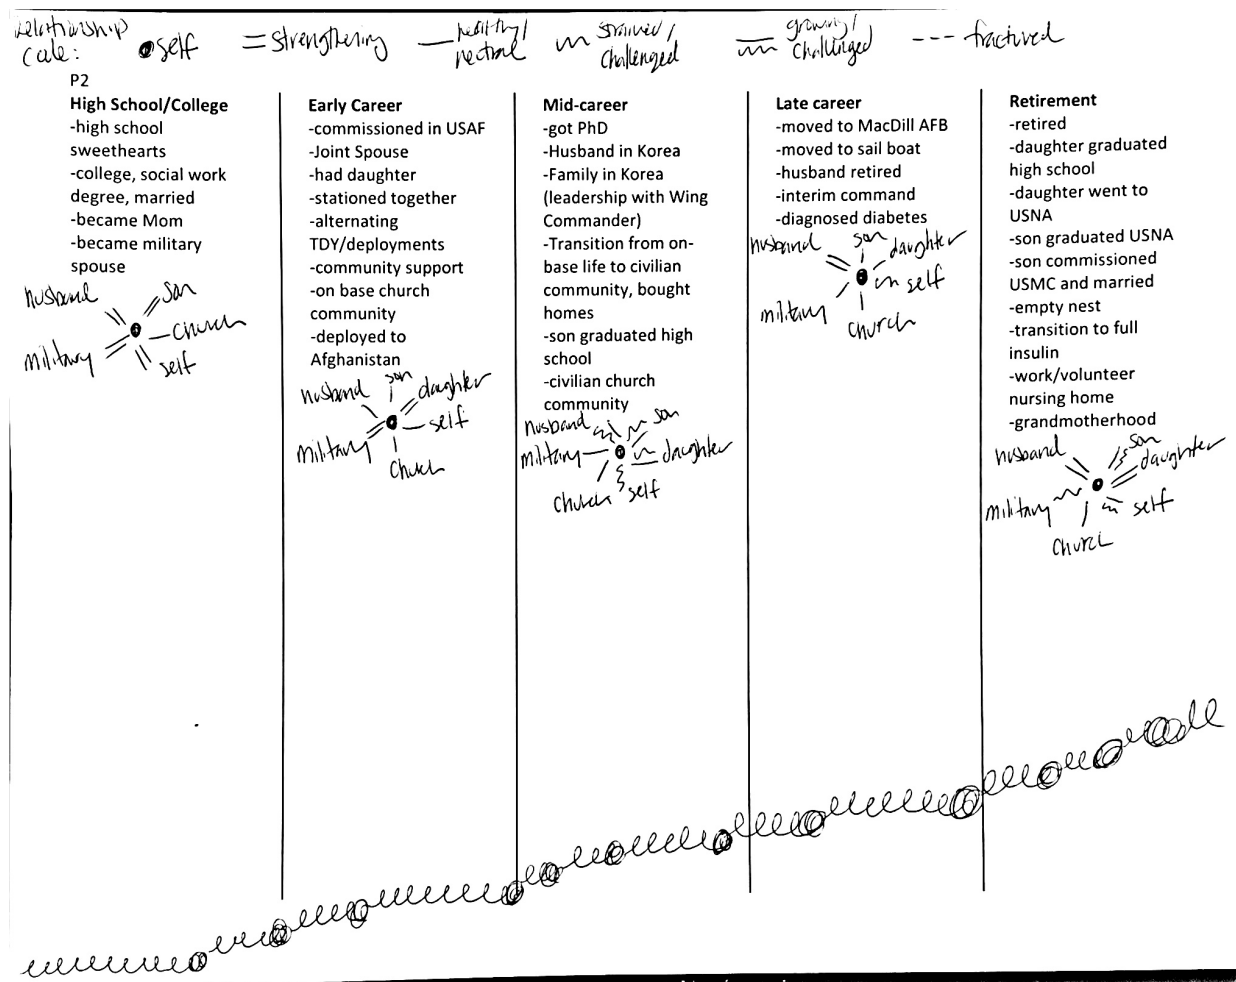 Relationship
code:
self
strengthening
healthy/
neutral
strained/
challenged
growing/
challenged
fractured
P2
High School/College
-high school
sweethearts
-college, social work
degree, married
-became Mom
-became military
spouse
husband
son
church
military
self
Early Career
-commissioned in USAF
-Joint Spouse
-had daughter
-stationed together
-alternating
TDY/deployments
-community support
-on base church
community
-deployed to
Afghanistan
husband
son
daughter
self
military
church
Mid-career
-got PhD
-Husband in Korea
-Family in Korea
(leadership with Wing
Commander)
-Transition from on-
base life to civilian
community, bought
homes
-son graduated high
school
-civilian church
community
husband
son
military
daughter
church
self
Late career
-moved to MacDill AFB
-moved to sail boat
-husband retired
-interim command
-diagnosed diabetes
husband
son
daughter
self
military
church
Retirement
-retired
-daughter graduated
high school
-daughter went to
USNA
-son graduated USNA
-son commissioned
USMC and married
-empty nest
-transition to full
insulin
-work/volunteer
nursing home
-grandmotherhood
husband
son
daughter
military
self
church